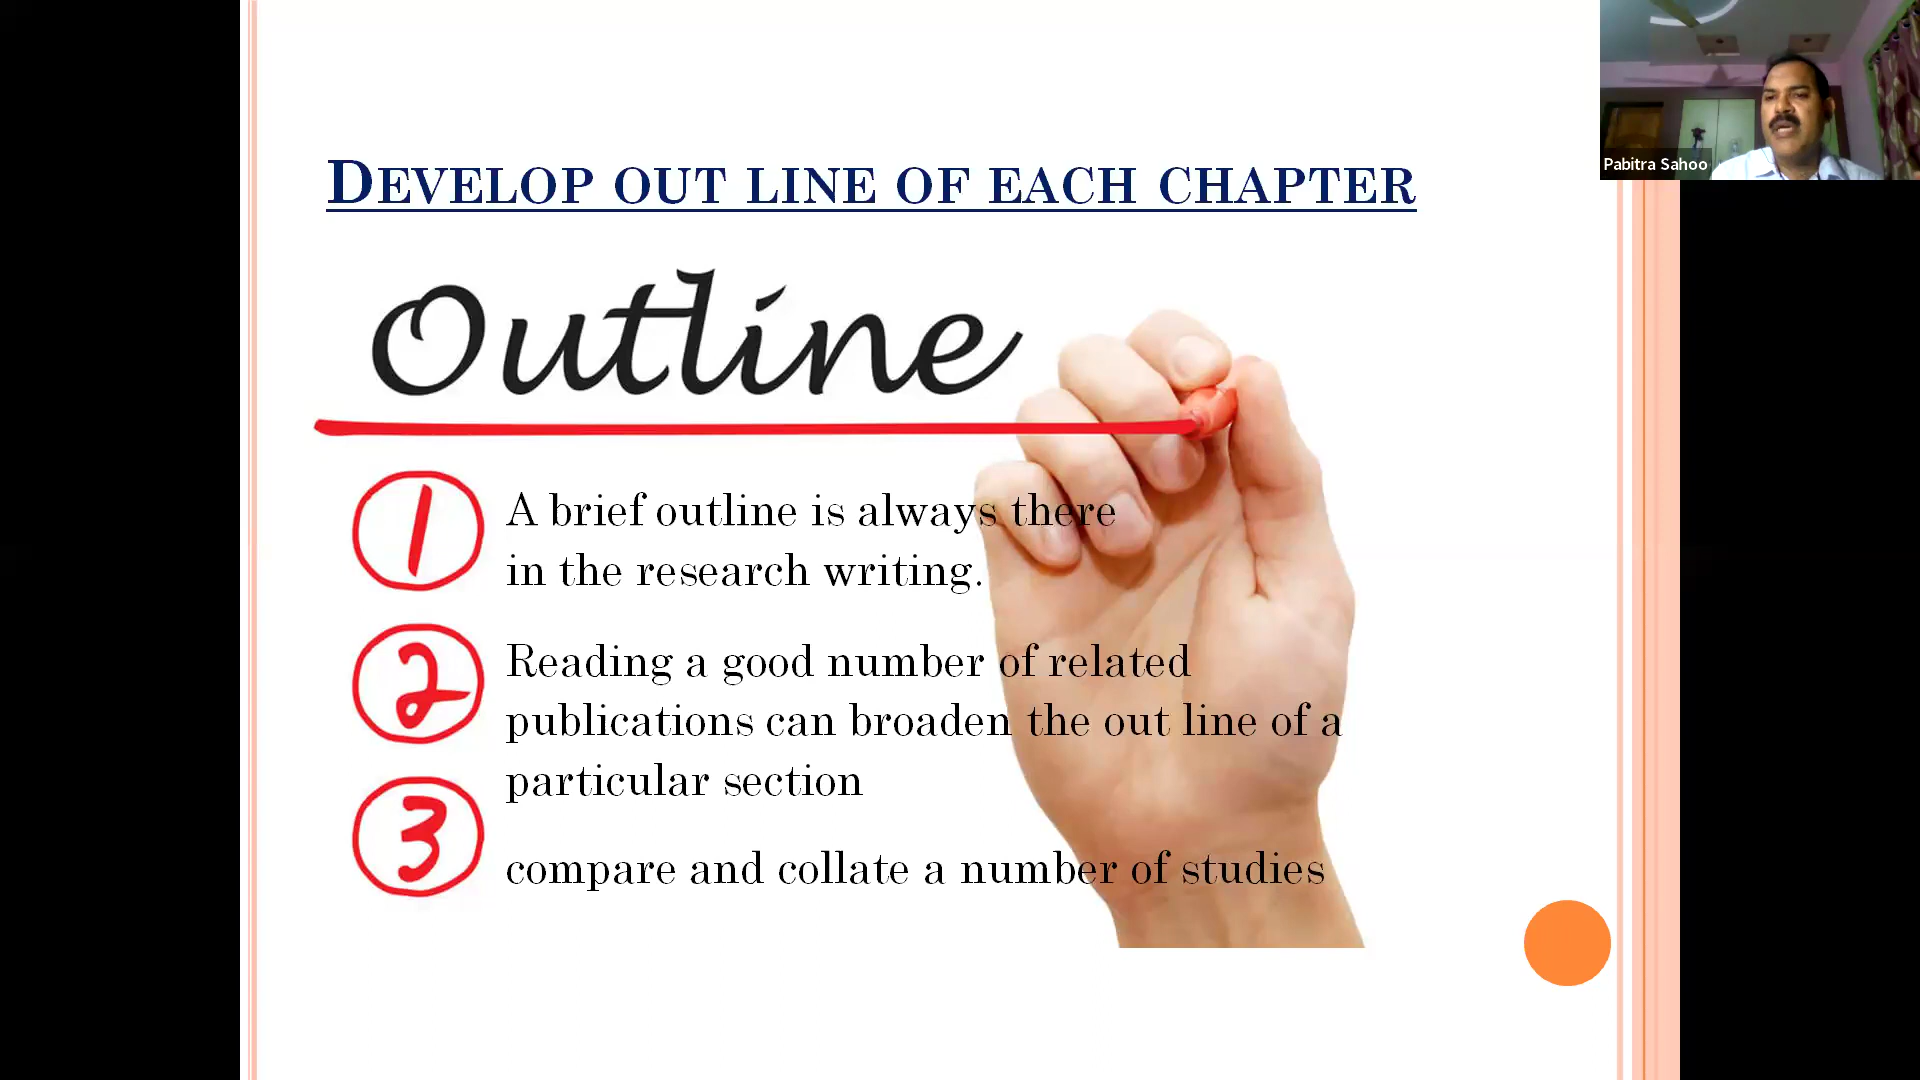 DEVELOP OUT LINE OF EACH CHAPTER
Pabitra Sahoo
Outline
1
A brief outline is always there
in the research writing.
2
Reading a good number of related
publications can broaden the out line of a
particular section
3
compare and collate a number of studies